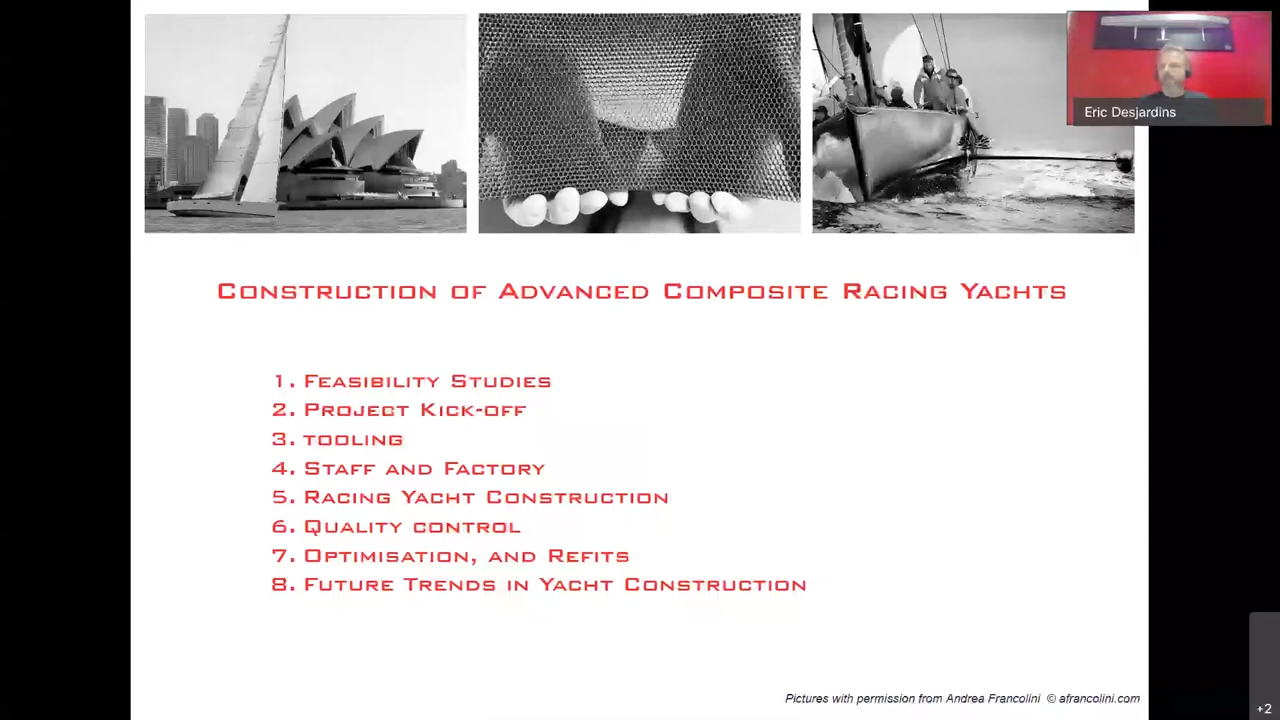 Eric Desjardins
Construction of Advanced Composite Racing Yachts
1. Feasibility Studies
2. Project Kick-off
3. tooling
4. Staff and Factory
5. Racing Yacht Construction
6. Quality control
7. Optimisation, and Refits
8. Future Trends in Yacht Construction
Pictures with permission from Andrea Francolini © afrancolini.com
+2